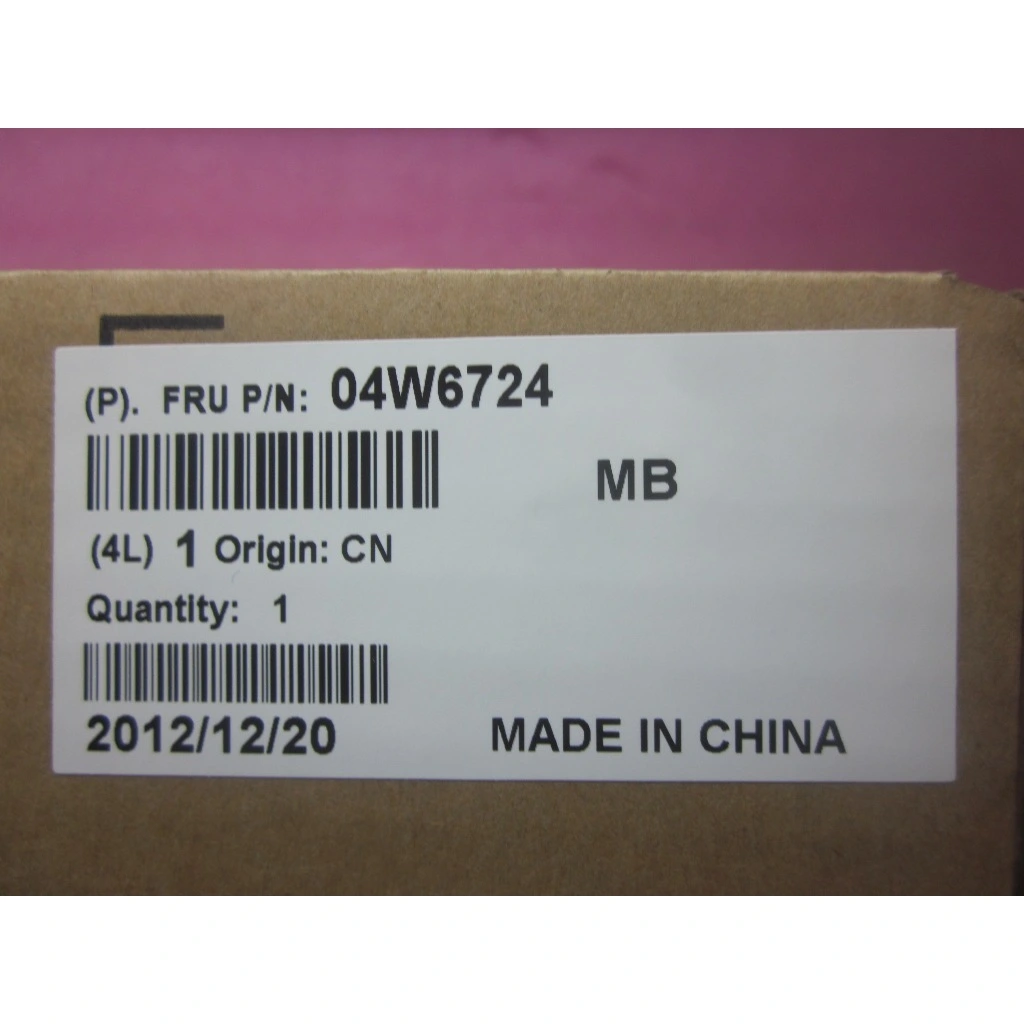 (P). FRU P/N: 04W6724
MB
(4L) 1 Origin: CN
Quantity: 1
2012/12/20
MADE IN CHINA